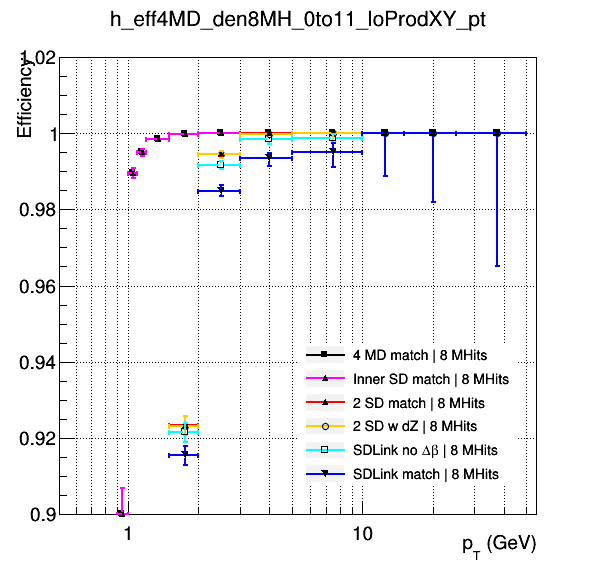 h_eff4MD_den8MH_0to11_loProdXY_pt
Efficiency
1.02
1
0.98
0.96
0.94
0.92
0.9
4 MD match | 8 MHits
Inner SD match | 8 MHits
2 SD match | 8 MHits
2 SD w dZ | 8 MHits
SDLink no Δβ | 8 MHits
SDLink match | 8 MHits
1
10
p_T (GeV)